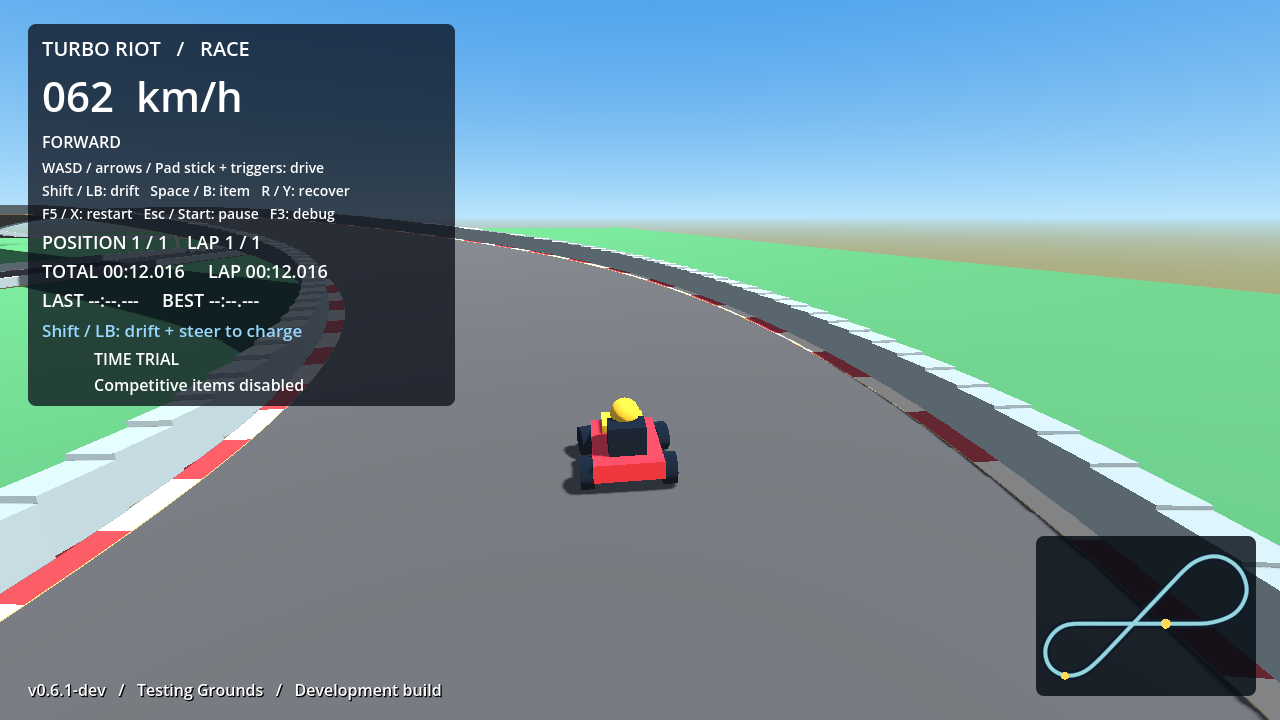 TURBO RIOT / RACE
062 km/h
FORWARD
WASD / arrows / Pad stick + triggers: drive
Shift / LB: drift Space / B: item R / Y: recover
F5 / X: restart Esc / Start: pause F3: debug
POSITION 1 / 1 LAP 1 / 1
TOTAL 00:12.016 LAP 00:12.016
LAST --:--.--- BEST --:--.---
Shift / LB: drift + steer to charge
TIME TRIAL
Competitive items disabled
v0.6.1-dev / Testing Grounds / Development build